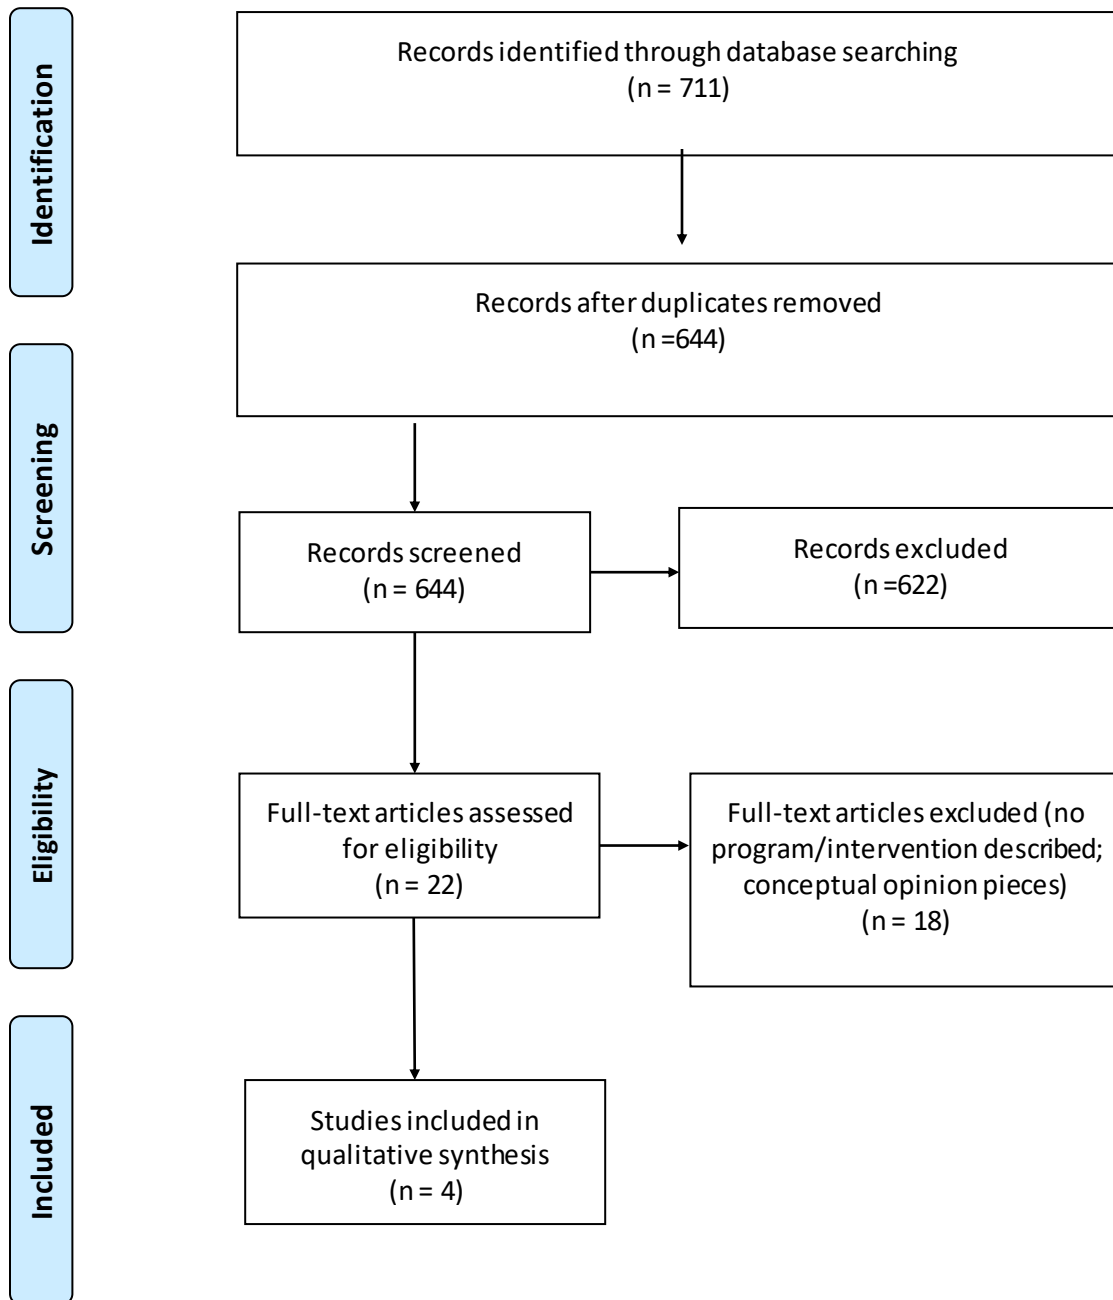 Identification
Records identified through database searching
(n = 711)
Records after duplicates removed
(n =644)
Screening
Records screened
(n = 644)
Records excluded
(n =622)
Eligibility
Full-text articles assessed
for eligibility
(n = 22)
Full-text articles excluded (no
program/intervention described;
conceptual opinion pieces)
(n = 18)
Included
Studies included in
qualitative synthesis
(n = 4)